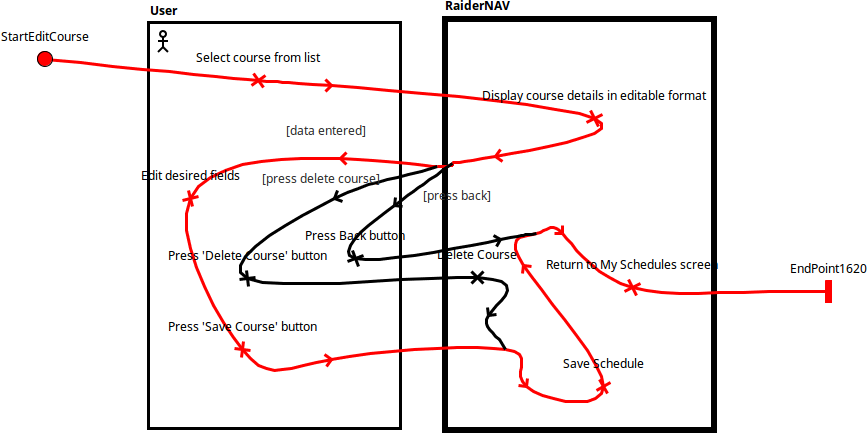 User
RaiderNAV
StartEditCourse
Select course from list
Display course details in editable format
[data entered]
Edit desired fields
[press delete course]
[press back]
Press Back button
Press 'Delete Course' button
Delete Course
Return to My Schedules screen
EndPoint1620
Press 'Save Course' button
Save Schedule